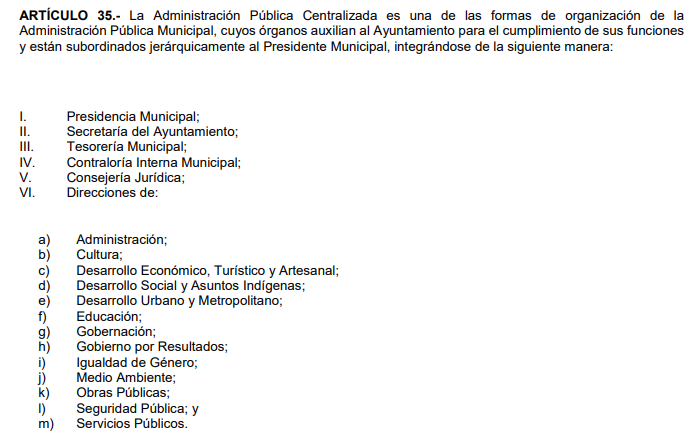 ARTÍCULO 35.- La Administración Pública Centralizada es una de las formas de organización de la
Administración Pública Municipal, cuyos órganos auxilian al Ayuntamiento para el cumplimiento de sus funciones
y están subordinados jerárquicamente al Presidente Municipal, integrándose de la siguiente manera:
I. Presidencia Municipal;
II. Secretaría del Ayuntamiento;
III. Tesorería Municipal;
IV. Contraloría Interna Municipal;
V. Consejería Jurídica;
VI. Direcciones de:
a) Administración;
b) Cultura;
c) Desarrollo Económico, Turístico y Artesanal;
d) Desarrollo Social y Asuntos Indígenas;
e) Desarrollo Urbano y Metropolitano;
f) Educación;
g) Gobernación;
h) Gobierno por Resultados;
i) Igualdad de Género;
j) Medio Ambiente;
k) Obras Públicas;
l) Seguridad Pública; y
m) Servicios Públicos.